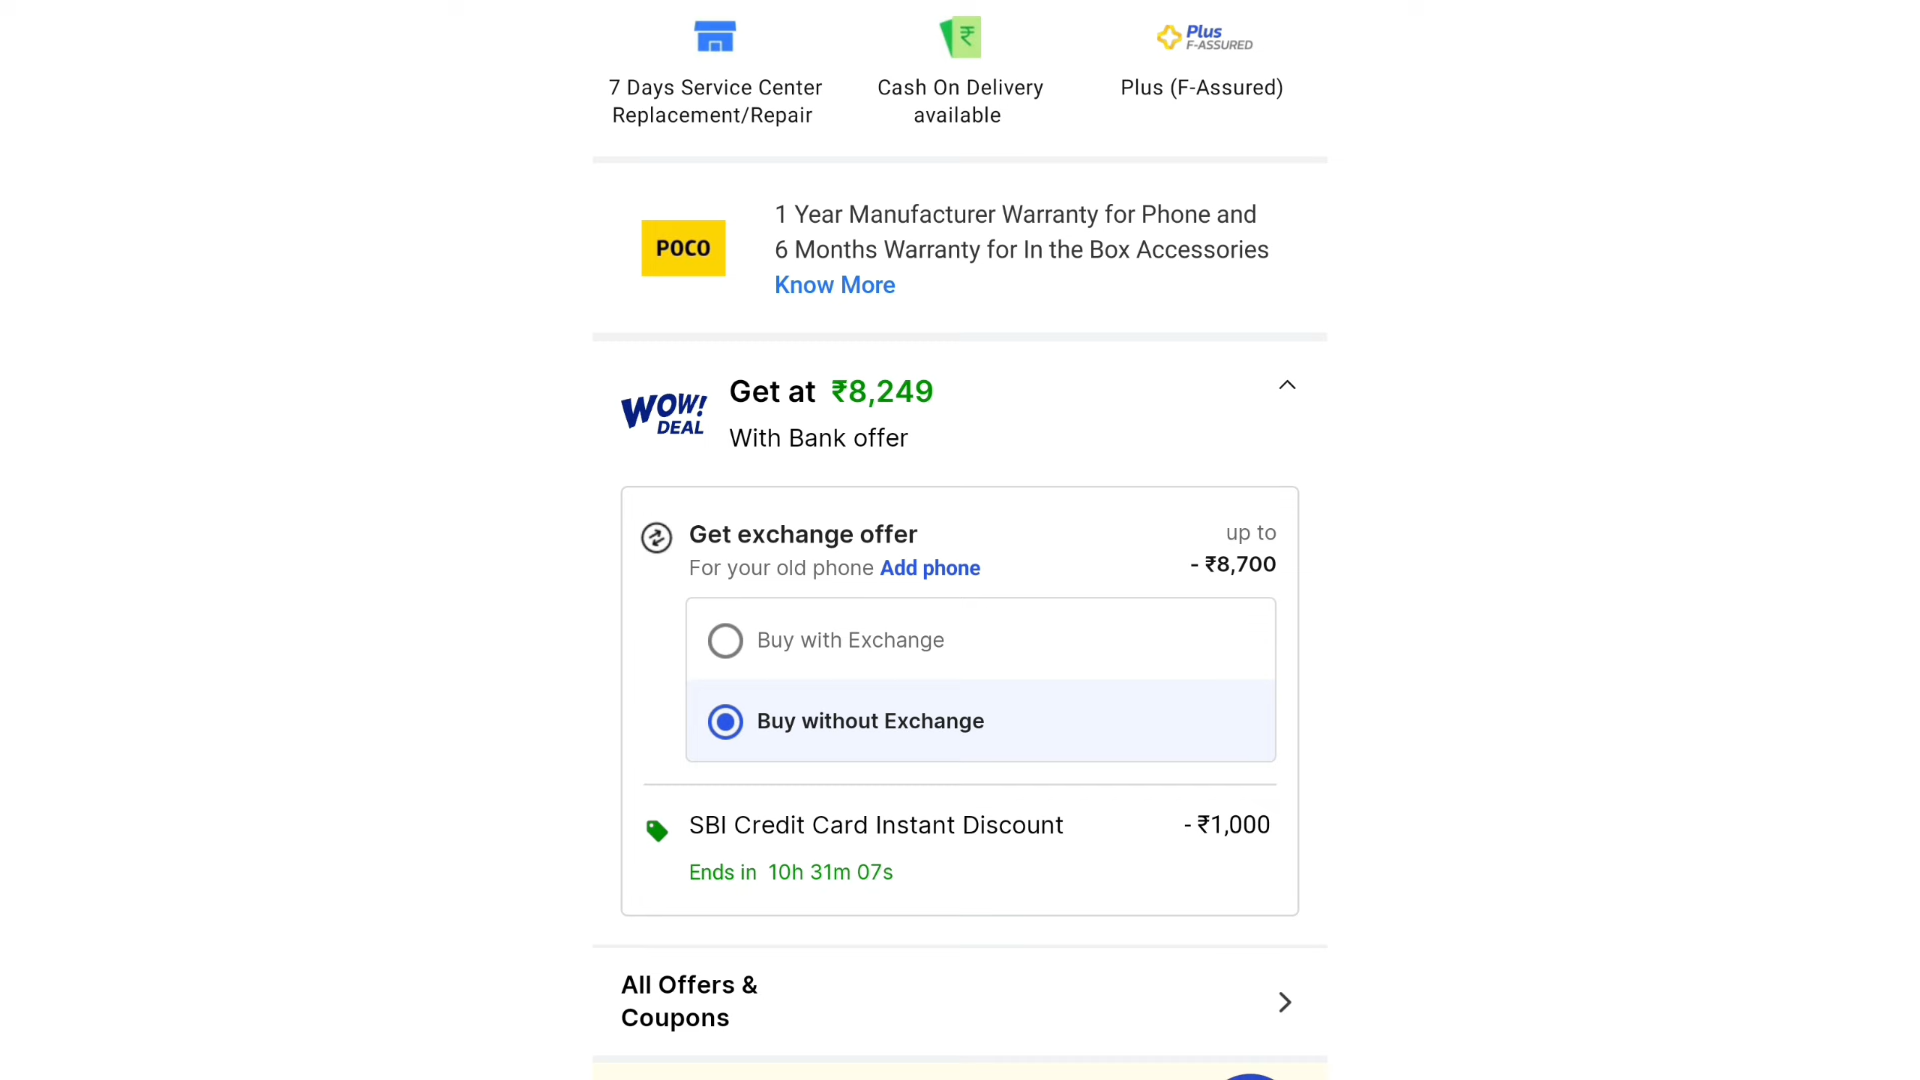 Plus
F-ASSURED
7 Days Service Center
Replacement/Repair
Cash On Delivery
available
Plus (F-Assured)
POCO
1 Year Manufacturer Warranty for Phone and
6 Months Warranty for In the Box Accessories
Know More
WOW!
DEAL
Get at ₹8,249
With Bank offer
Get exchange offer
up to
For your old phone Add phone
- ₹8,700
Buy with Exchange
Buy without Exchange
SBI Credit Card Instant Discount
- ₹1,000
Ends in 10h 31m 07s
All Offers &
Coupons